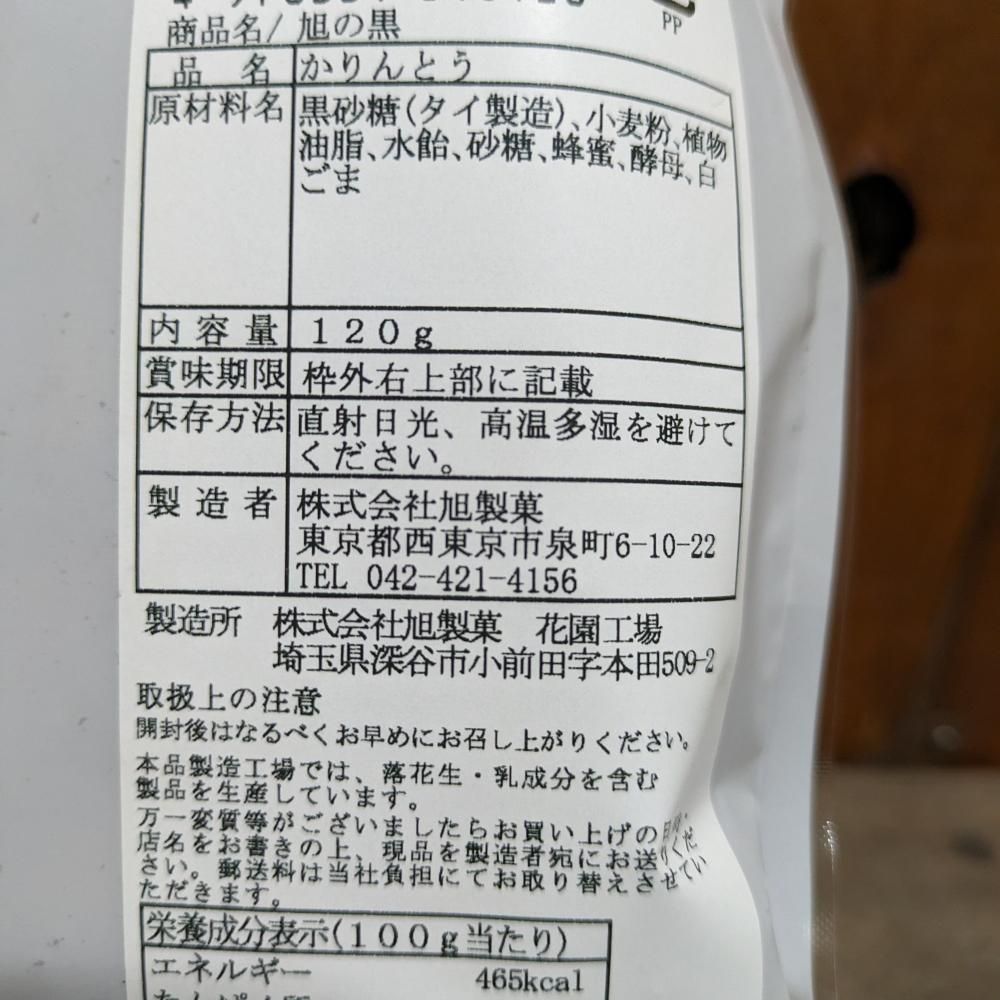 PP
商品名/ 旭の黒
品 名 かりんとう
原材料名 黒砂糖(タイ製造)、小麦粉、植物
油脂、水飴、砂糖、蜂蜜、酵母、白
ごま
内容量 120g
賞味期限 枠外右上部に記載
保存方法 直射日光、高温多湿を避けて
ください。
製造者 株式会社旭製菓
東京都西東京市泉町6-10-22
TEL 042-421-4156
製造所 株式会社旭製菓 花園工場
埼玉県深谷市小前田字本田509-2
取扱上の注意
開封後はなるべくお早めにお召し上がりください。
本品製造工場では、落花生・乳成分を含む
製品を生産しています。
万一変質等がございましたらお買い上げの
店名をお書きの上、現品を製造者宛にお送りくだ
さい。郵送料は当社負担にてお取り替えさせてい
ただきます。
栄養成分表示(100g当たり)
エネルギー 465kcal